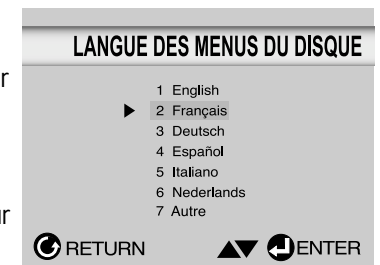 LANGUE DES MENUS DU DISQUE
r
1 English
2 Français
3 Deutsch
4 Español
5 Italiano
6 Nederlands
7 Autre
ur
RETURN ENTER